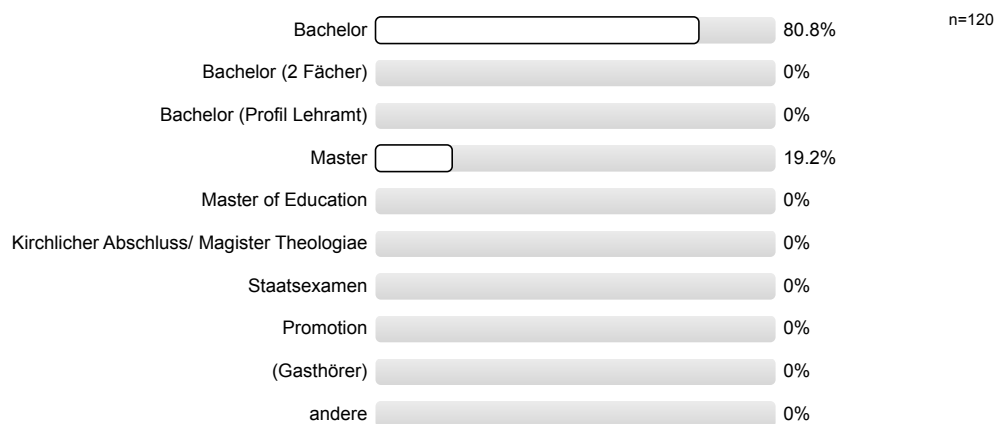 Bachelor 80.8% n=120
Bachelor (2 Fächer) 0%
Bachelor (Profil Lehramt) 0%
Master 19.2%
Master of Education 0%
Kirchlicher Abschluss/ Magister Theologiae 0%
Staatsexamen 0%
Promotion 0%
(Gasthörer) 0%
andere 0%